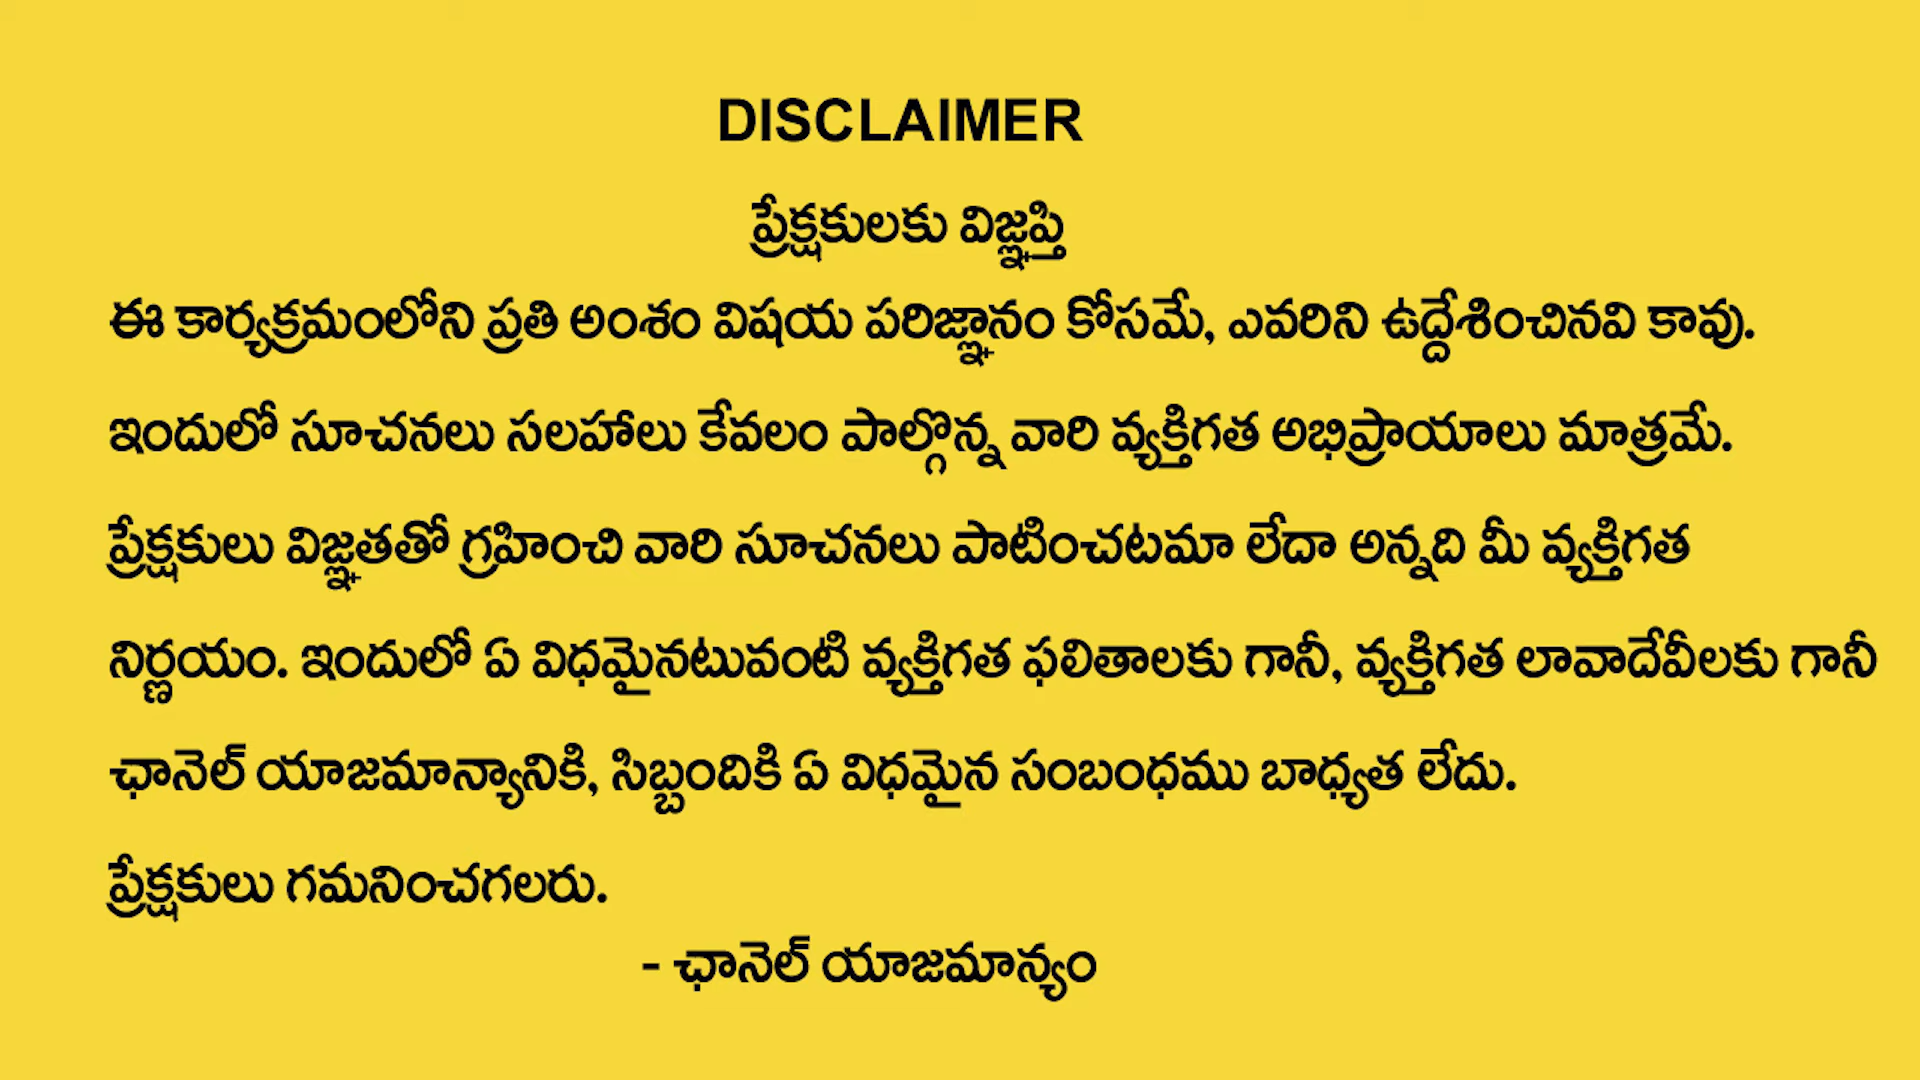 DISCLAIMER
ప్రేక్షకులకు విజ్ఞప్తి
ఈ కార్యక్రమంలోని ప్రతి అంశం విషయ పరిజ్ఞానం కోసమే, ఎవరిని ఉద్దేశించినవి కావు.
ఇందులో సూచనలు సలహాలు కేవలం పాల్గొన్న వారి వ్యక్తిగత అభిప్రాయాలు మాత్రమే.
ప్రేక్షకులు విజ్ఞతతో గ్రహించి వారి సూచనలు పాటించటమా లేదా అన్నది మీ వ్యక్తిగత
నిర్ణయం. ఇందులో ఏ విధమైనటువంటి వ్యక్తిగత ఫలితాలకు గానీ, వ్యక్తిగత లావాదేవీలకు గానీ
ఛానెల్ యాజమాన్యానికి, సిబ్బందికి ఏ విధమైన సంబంధము బాధ్యత లేదు.
ప్రేక్షకులు గమనించగలరు.
- ఛానెల్ యాజమాన్యం